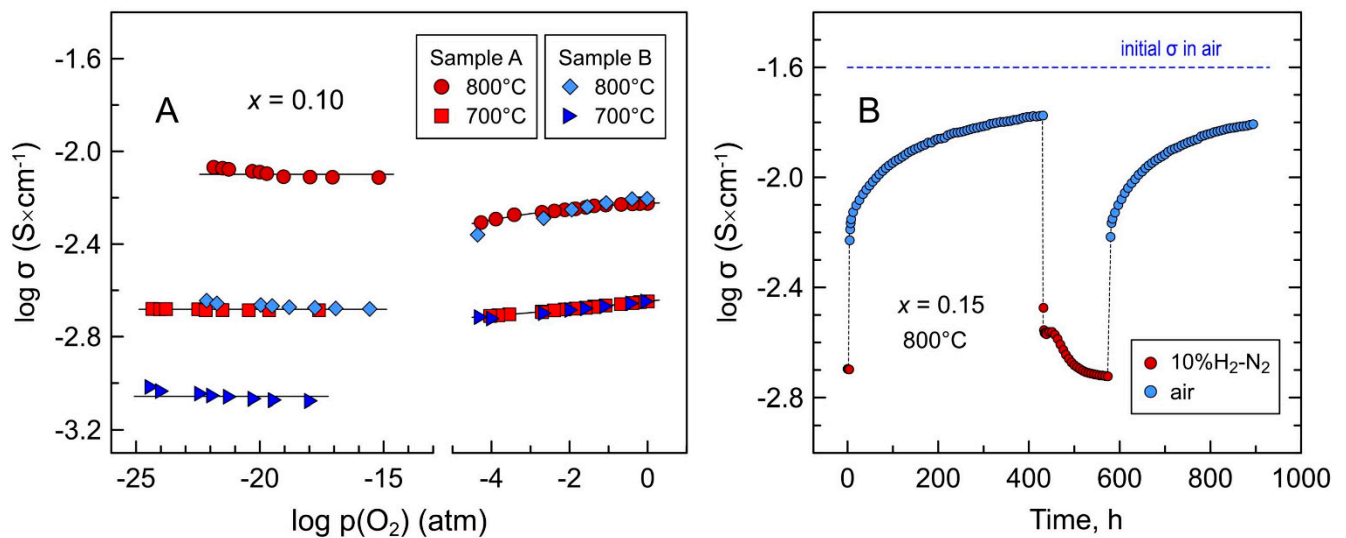 log σ (S×cm⁻¹)
-1.6
-2.0
-2.4
-2.8
-3.2
A
x = 0.10
Sample A
800°C
700°C
Sample B
800°C
700°C
-25 -20 -15 -4 -2 0
log p(O₂) (atm)
log σ (S×cm⁻¹)
-1.6
-2.0
-2.4
-2.8
initial σ in air
B
x = 0.15
800°C
10%H₂-N₂
air
0 200 400 600 800 1000
Time, h